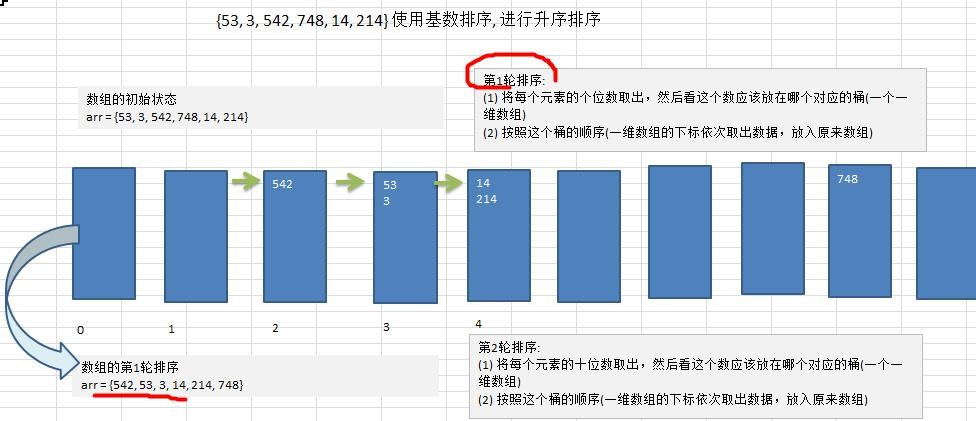 {53, 3, 542, 748, 14, 214} 使用基数排序, 进行升序排序
数组的初始状态
arr = {53, 3, 542, 748, 14, 214}
第1轮排序:
(1) 将每个元素的个位数取出，然后看这个数应该放在哪个对应的桶(一个一
维数组)
(2) 按照这个桶的顺序(一维数组的下标依次取出数据，放入原来数组)
542
53
3
14
214
748
0
1
2
3
4
数组的第1轮排序
arr = {542, 53, 3, 14, 214, 748}
第2轮排序:
(1) 将每个元素的十位数取出，然后看这个数应该放在哪个对应的桶(一个一
维数组)
(2) 按照这个桶的顺序(一维数组的下标依次取出数据，放入原来数组)